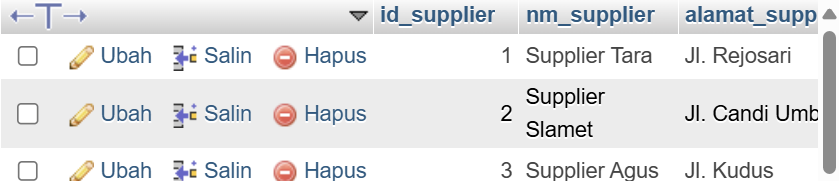 id_supplier nm_supplier alamat_supp
Ubah Salin Hapus 1 Supplier Tara Jl. Rejosari
Ubah Salin Hapus 2 Supplier Slamet Jl. Candi Umb
Ubah Salin Hapus 3 Supplier Agus Jl. Kudus